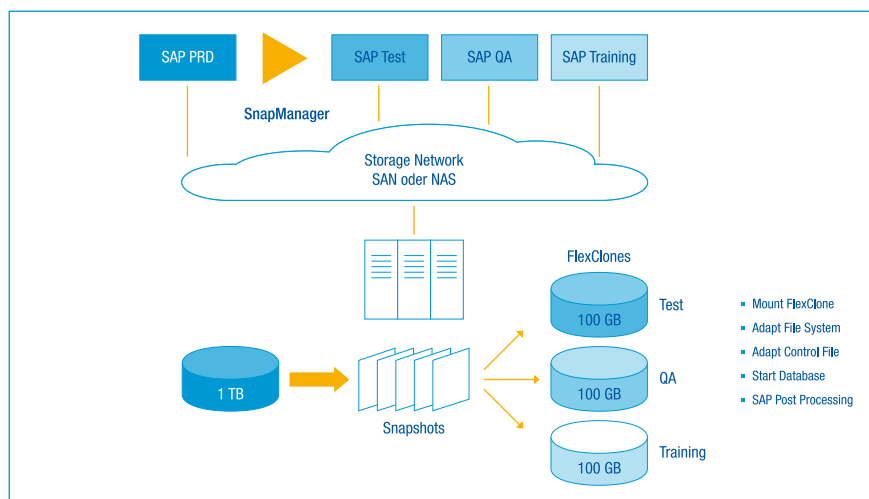 SAP PRD
SAP Test
SAP QA
SAP Training
SnapManager
Storage Network
SAN oder NAS
FlexClones
100 GB
Test
1 TB
Snapshots
100 GB
QA
100 GB
Training
▪ Mount FlexClone
▪ Adapt File System
▪ Adapt Control File
▪ Start Database
▪ SAP Post Processing